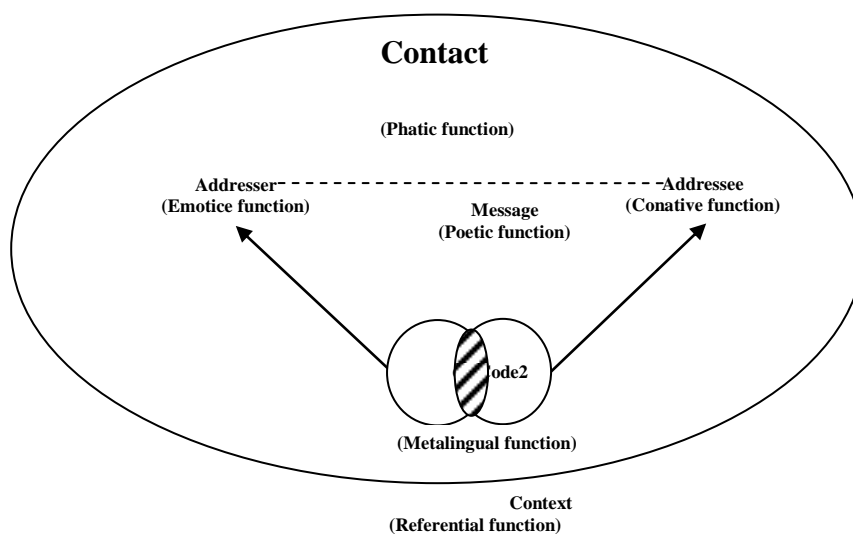 Contact
(Phatic function)
Addresser
(Emotice function)
Addressee
(Conative function)
Message
(Poetic function)
ode2
(Metalingual function)
Context
(Referential function)